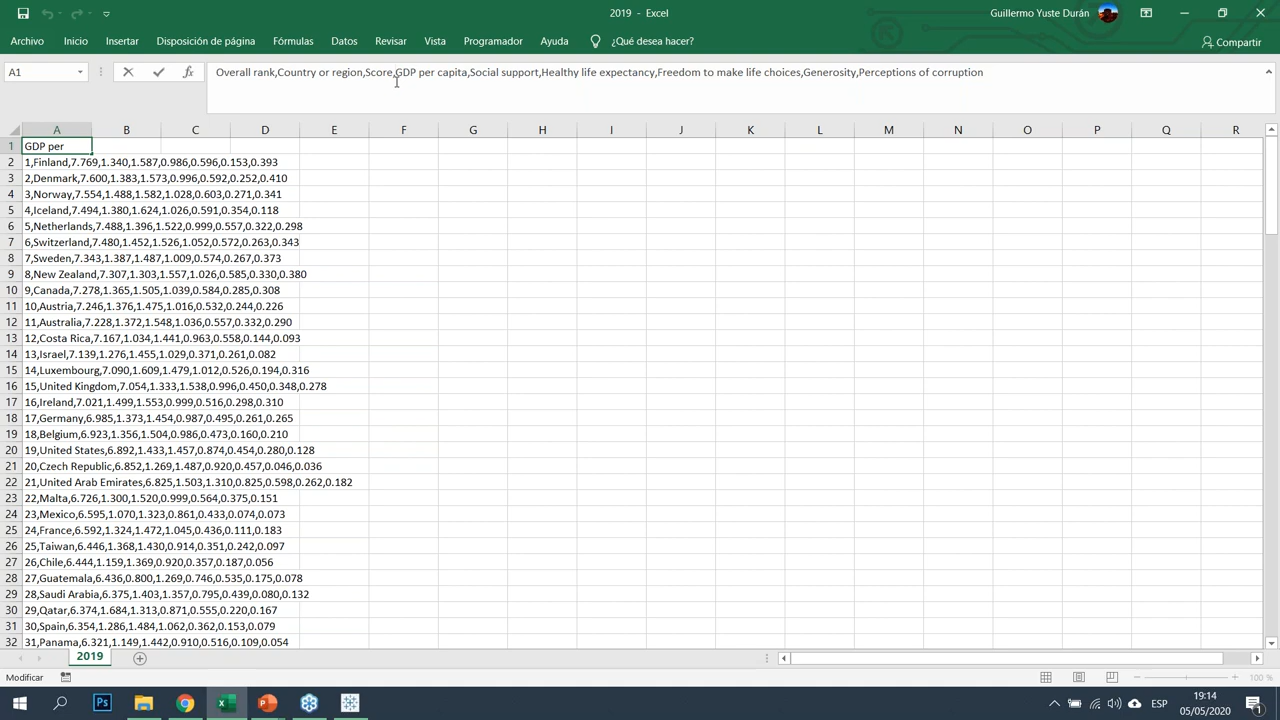 2019 - Excel
Guillermo Yuste Durán
Archivo Inicio Insertar Disposición de página Fórmulas Datos Revisar Vista Programador Ayuda ¿Qué desea hacer? Compartir
A1 fx Overall rank,Country or region,Score,GDP per capita,Social support,Healthy life expectancy,Freedom to make life choices,Generosity,Perceptions of corruption
A B C D E F G H I J K L M N O P Q R
1 GDP per
2 1,Finland,7.769,1.340,1.587,0.986,0.596,0.153,0.393
3 2,Denmark,7.600,1.383,1.573,0.996,0.592,0.252,0.410
4 3,Norway,7.554,1.488,1.582,1.028,0.603,0.271,0.341
5 4,Iceland,7.494,1.380,1.624,1.026,0.591,0.354,0.118
6 5,Netherlands,7.488,1.396,1.522,0.999,0.557,0.322,0.298
7 6,Switzerland,7.480,1.452,1.526,1.052,0.572,0.263,0.343
8 7,Sweden,7.343,1.387,1.487,1.009,0.574,0.267,0.373
9 8,New Zealand,7.307,1.303,1.557,1.026,0.585,0.330,0.380
10 9,Canada,7.278,1.365,1.505,1.039,0.584,0.285,0.308
11 10,Austria,7.246,1.376,1.475,1.016,0.532,0.244,0.226
12 11,Australia,7.228,1.372,1.548,1.036,0.557,0.332,0.290
13 12,Costa Rica,7.167,1.034,1.441,0.963,0.558,0.144,0.093
14 13,Israel,7.139,1.276,1.455,1.029,0.371,0.261,0.082
15 14,Luxembourg,7.090,1.609,1.479,1.012,0.526,0.194,0.316
16 15,United Kingdom,7.054,1.333,1.538,0.996,0.450,0.348,0.278
17 16,Ireland,7.021,1.499,1.553,0.999,0.516,0.298,0.310
18 17,Germany,6.985,1.373,1.454,0.987,0.495,0.261,0.265
19 18,Belgium,6.923,1.356,1.504,0.986,0.473,0.160,0.210
20 19,United States,6.892,1.433,1.457,0.874,0.454,0.280,0.128
21 20,Czech Republic,6.852,1.269,1.487,0.920,0.457,0.046,0.036
22 21,United Arab Emirates,6.825,1.503,1.310,0.825,0.598,0.262,0.182
23 22,Malta,6.726,1.300,1.520,0.999,0.564,0.375,0.151
24 23,Mexico,6.595,1.070,1.323,0.861,0.433,0.074,0.073
25 24,France,6.592,1.324,1.472,1.045,0.436,0.111,0.183
26 25,Taiwan,6.446,1.368,1.430,0.914,0.351,0.242,0.097
27 26,Chile,6.444,1.159,1.369,0.920,0.357,0.187,0.056
28 27,Guatemala,6.436,0.800,1.269,0.746,0.535,0.175,0.078
29 28,Saudi Arabia,6.375,1.403,1.357,0.795,0.439,0.080,0.132
30 29,Qatar,6.374,1.684,1.313,0.871,0.555,0.220,0.167
31 30,Spain,6.354,1.286,1.484,1.062,0.362,0.153,0.079
32 31,Panama,6.321,1.149,1.442,0.910,0.516,0.109,0.054
2019
Modificar
100 %
Ps
ESP
19:14
05/05/2020
1